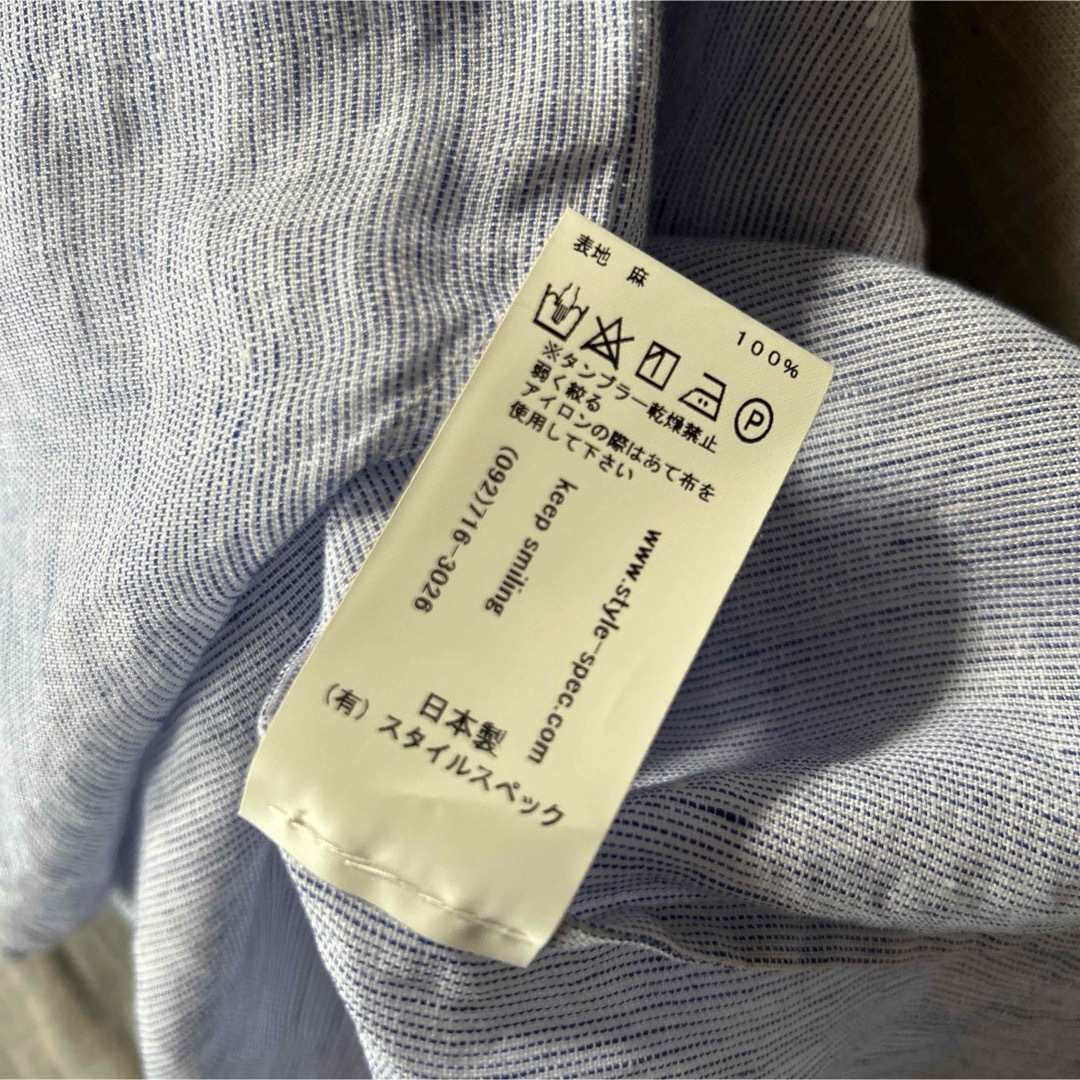 表地 麻 100%
P
※タンブラー乾燥禁止
弱く絞る
アイロンの際はあて布を
使用して下さい
www.style-spec.com
keep smiling
(092)716-3026
日本製
(有)スタイルスペック